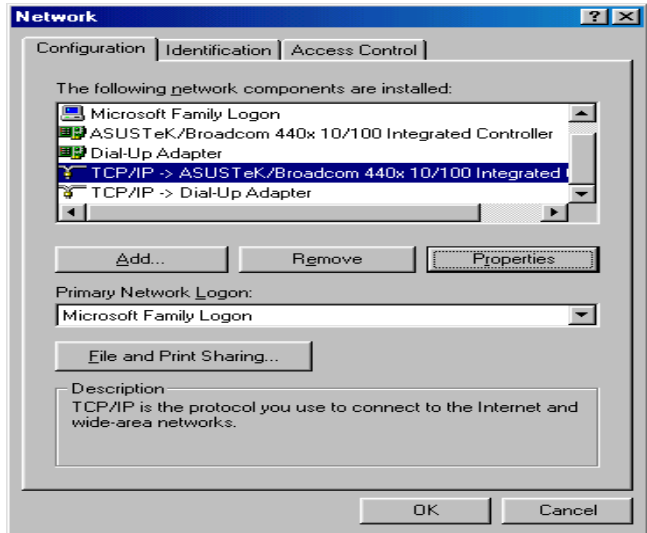 Network
Configuration Identification Access Control
The following network components are installed:
Microsoft Family Logon
ASUSTeK/Broadcom 440x 10/100 Integrated Controller
Dial-Up Adapter
TCP/IP -> ASUSTeK/Broadcom 440x 10/100 Integrated
TCP/IP -> Dial-Up Adapter
Add... Remove Properties
Primary Network Logon:
Microsoft Family Logon
File and Print Sharing...
Description
TCP/IP is the protocol you use to connect to the Internet and
wide-area networks.
OK Cancel